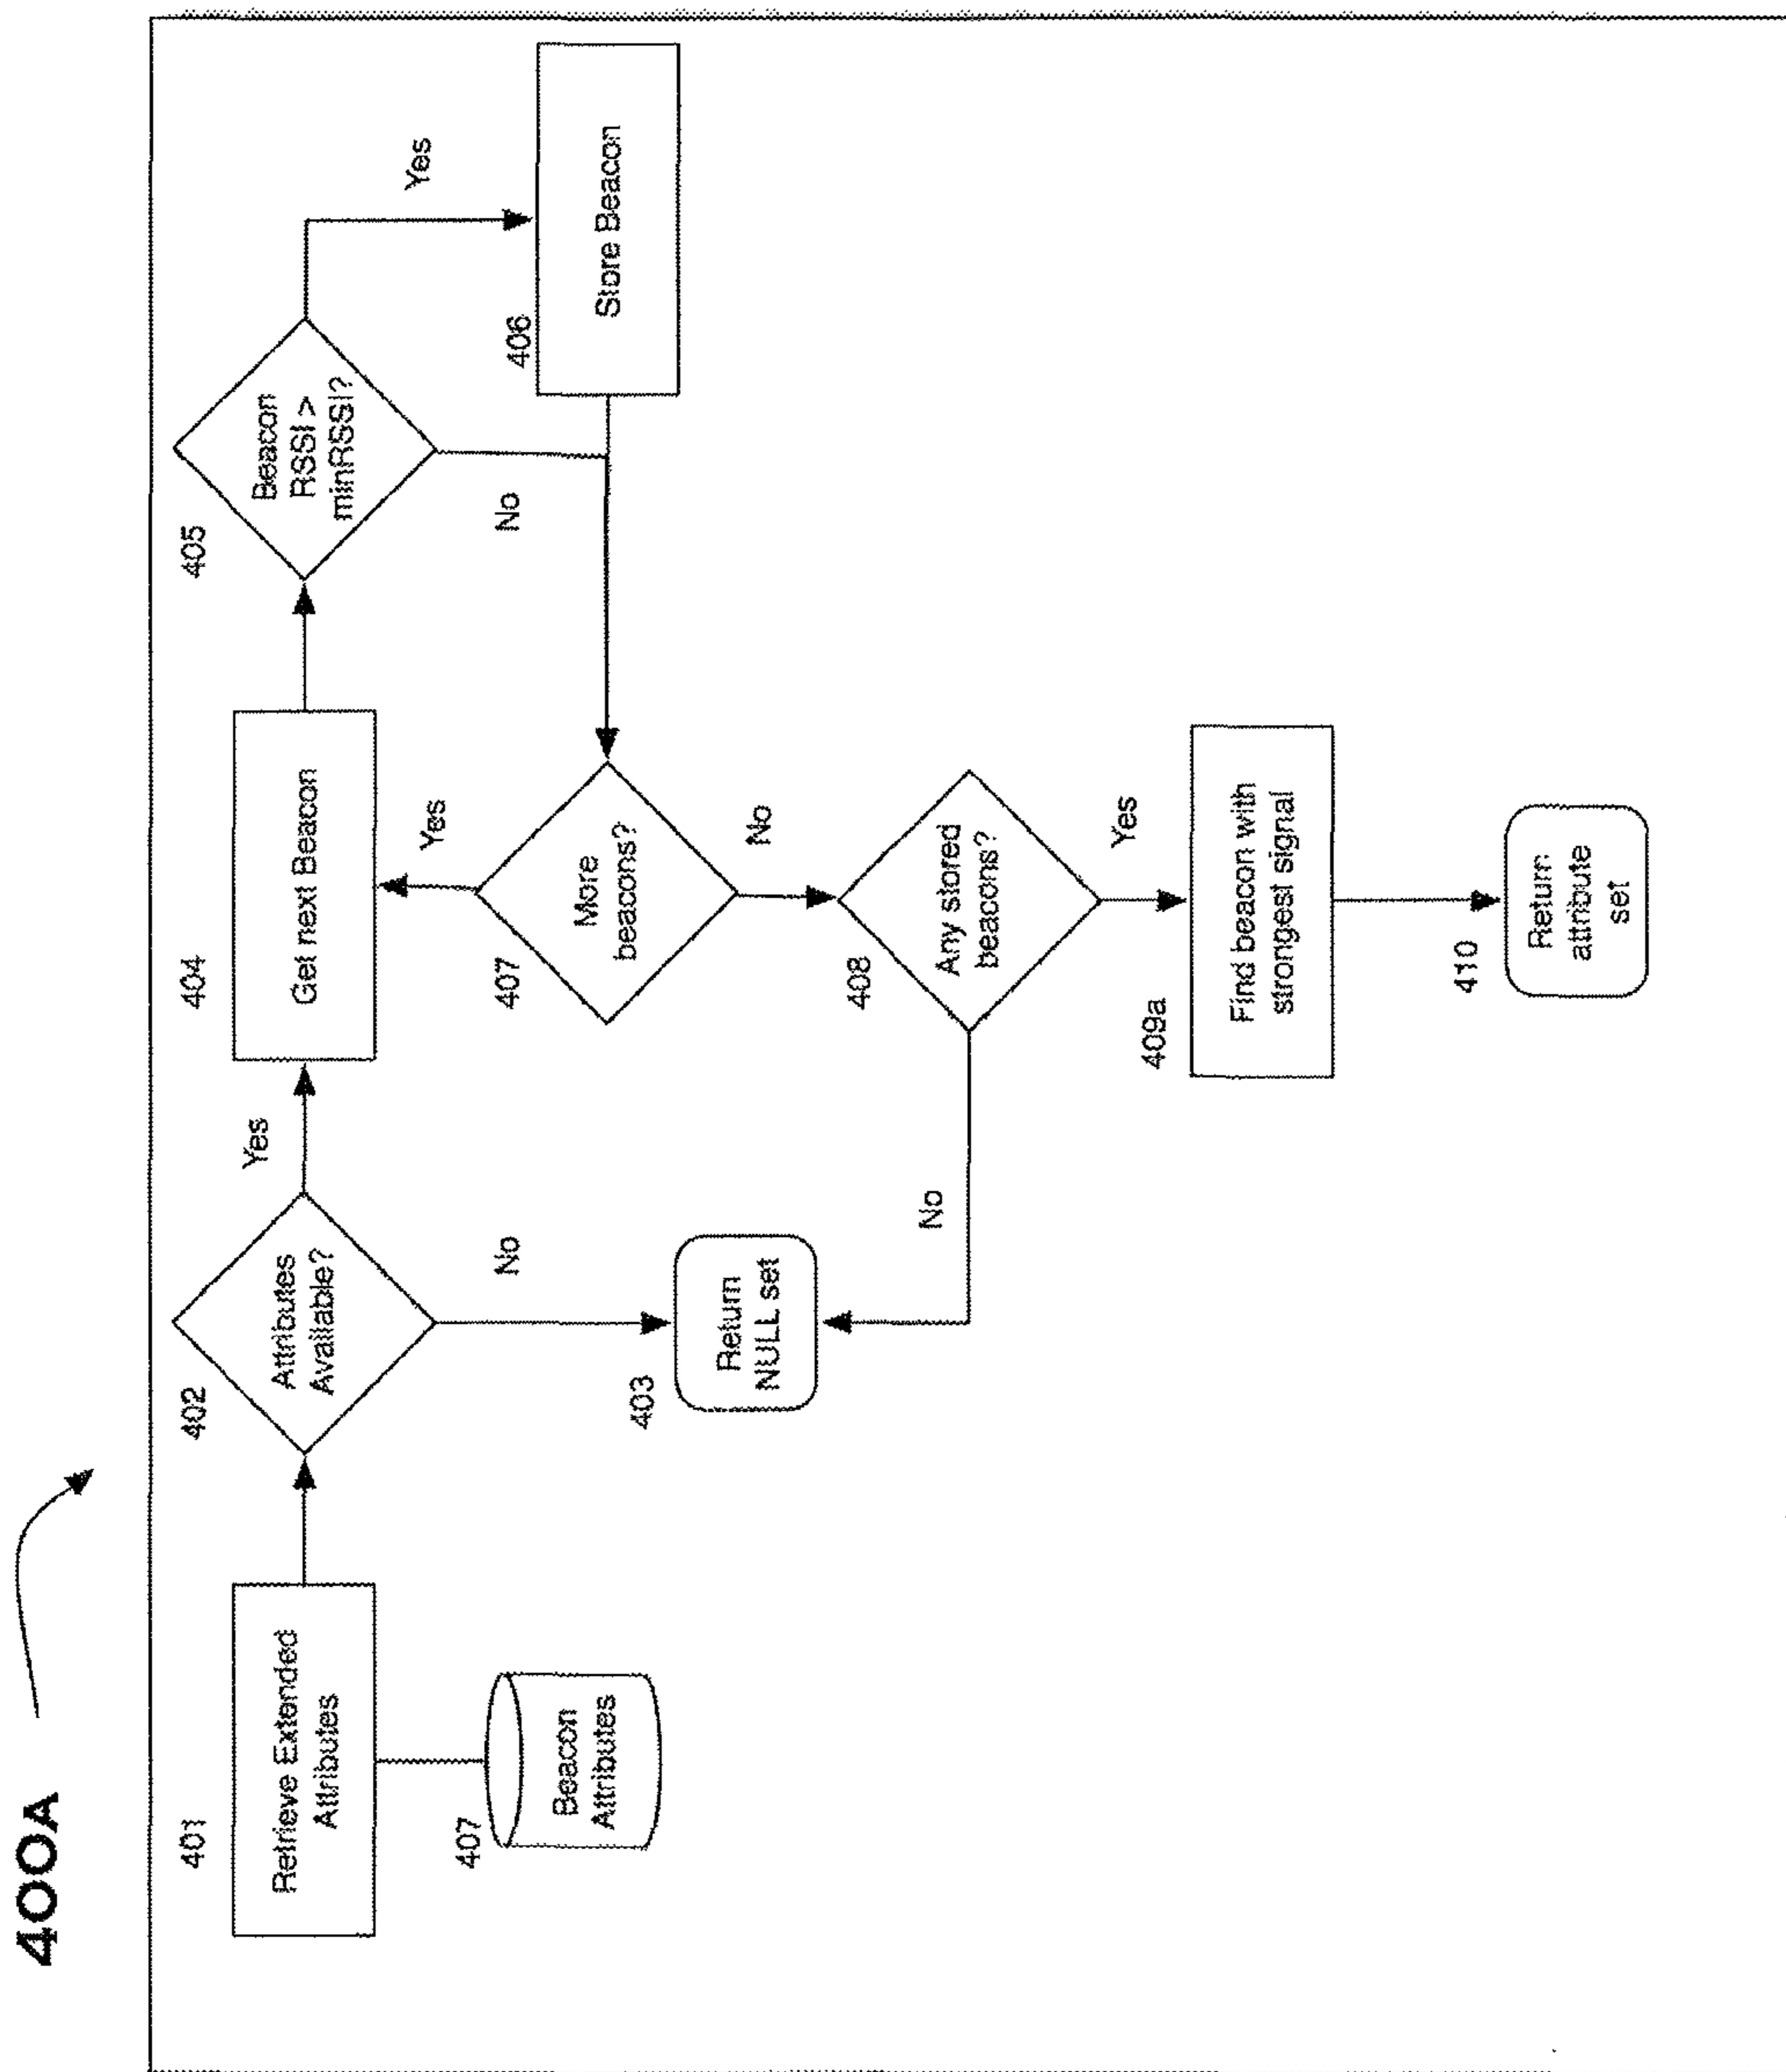 400A
401
Retrieve Extended
Attributes
407
Beacon
Attributes
402
Attributes
Available?
Yes
No
403
Return
NULL set
404
Get next Beacon
405
Beacon
RSSI >
minRSSI?
Yes
No
406
Store Beacon
407
More
beacons?
Yes
No
408
Any stored
beacons?
No
Yes
409a
Find beacon with
strongest signal
410
Return
attribute
set